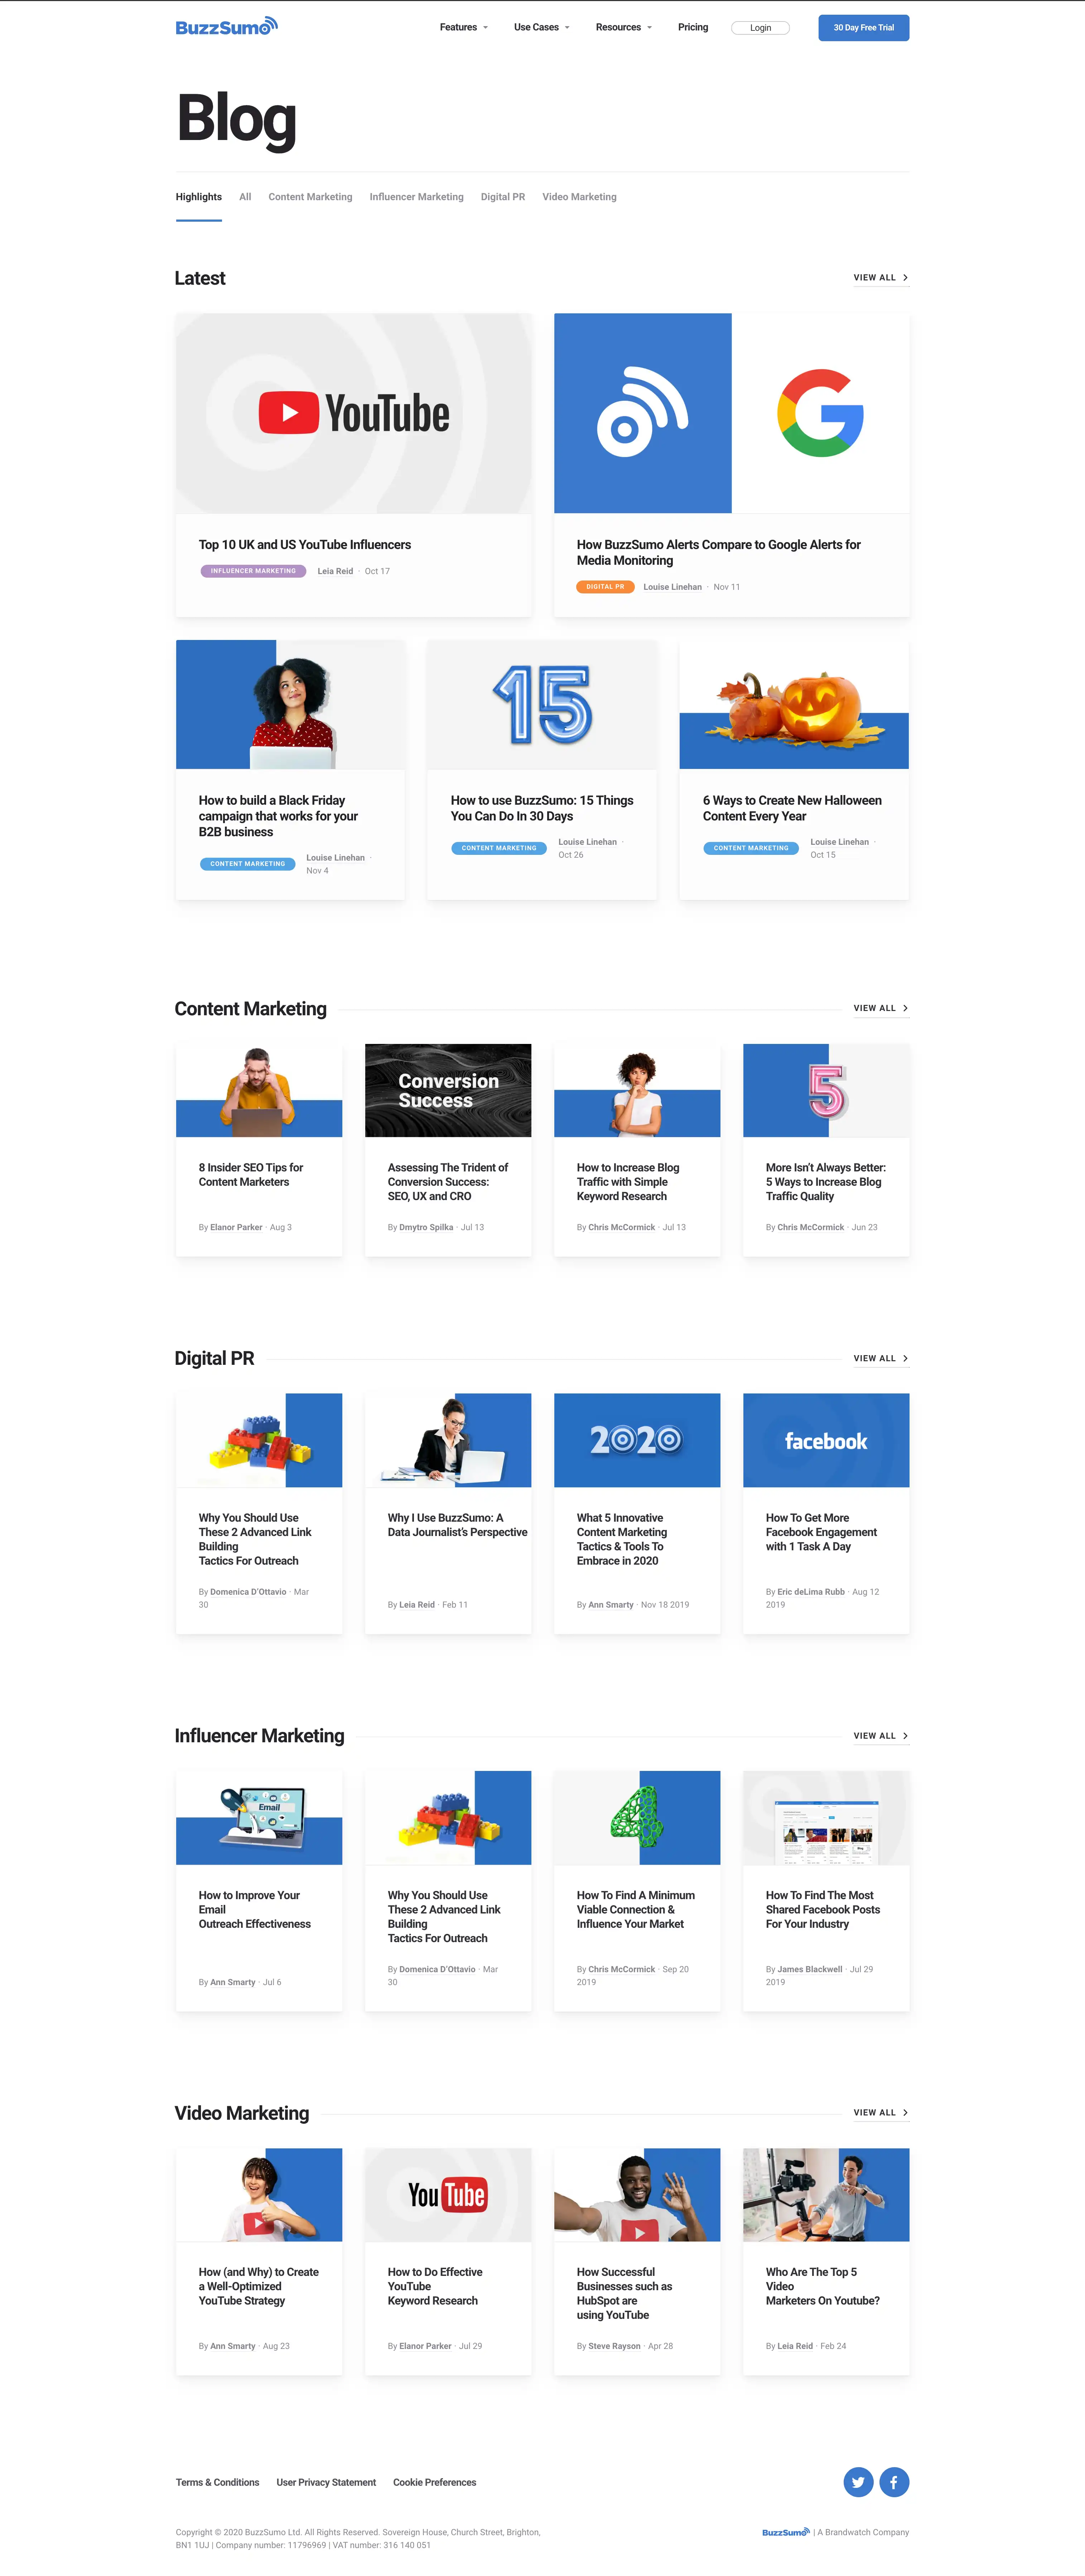 BuzzSumo
Features
Use Cases
Resources
Pricing
Login
30 Day Free Trial
Blog
Highlights
All
Content Marketing
Influencer Marketing
Digital PR
Video Marketing
Latest
VIEW ALL
YouTube
Top 10 UK and US YouTube Influencers
INFLUENCER MARKETING
Leia Reid · Oct 17
How BuzzSumo Alerts Compare to Google Alerts for
Media Monitoring
DIGITAL PR
Louise Linehan · Nov 11
How to build a Black Friday
campaign that works for your
B2B business
CONTENT MARKETING
Louise Linehan ·
Nov 4
15
How to use BuzzSumo: 15 Things
You Can Do In 30 Days
CONTENT MARKETING
Louise Linehan ·
Oct 26
6 Ways to Create New Halloween
Content Every Year
CONTENT MARKETING
Louise Linehan ·
Oct 15
Content Marketing
VIEW ALL
8 Insider SEO Tips for
Content Marketers
By Elanor Parker · Aug 3
Conversion
Success
Assessing The Trident of
Conversion Success:
SEO, UX and CRO
By Dmytro Spilka · Jul 13
How to Increase Blog
Traffic with Simple
Keyword Research
By Chris McCormick · Jul 13
5
More Isn't Always Better:
5 Ways to Increase Blog
Traffic Quality
By Chris McCormick · Jun 23
Digital PR
VIEW ALL
Why You Should Use
These 2 Advanced Link
Building
Tactics For Outreach
By Domenica D'Ottavio · Mar
30
Why I Use BuzzSumo: A
Data Journalist's Perspective
By Leia Reid · Feb 11
2020
What 5 Innovative
Content Marketing
Tactics & Tools To
Embrace in 2020
By Ann Smarty · Nov 18 2019
facebook
How To Get More
Facebook Engagement
with 1 Task A Day
By Eric deLima Rubb · Aug 12
2019
Influencer Marketing
VIEW ALL
Email
How to Improve Your
Email
Outreach Effectiveness
By Ann Smarty · Jul 6
Why You Should Use
These 2 Advanced Link
Building
Tactics For Outreach
By Domenica D'Ottavio · Mar
30
4
How To Find A Minimum
Viable Connection &
Influence Your Market
By Chris McCormick · Sep 20
2019
How To Find The Most
Shared Facebook Posts
For Your Industry
By James Blackwell · Jul 29
2019
Video Marketing
VIEW ALL
How (and Why) to Create
a Well-Optimized
YouTube Strategy
By Ann Smarty · Aug 23
YouTube
How to Do Effective
YouTube
Keyword Research
By Elanor Parker · Jul 29
How Successful
Businesses such as
HubSpot are
using YouTube
By Steve Rayson · Apr 28
Who Are The Top 5
Video
Marketers On Youtube?
By Leia Reid · Feb 24
Terms & Conditions
User Privacy Statement
Cookie Preferences
Copyright © 2020 BuzzSumo Ltd. All Rights Reserved. Sovereign House, Church Street, Brighton,
BN1 1UJ | Company number: 11796969 | VAT number: 316 140 051
BuzzSumo | A Brandwatch Company